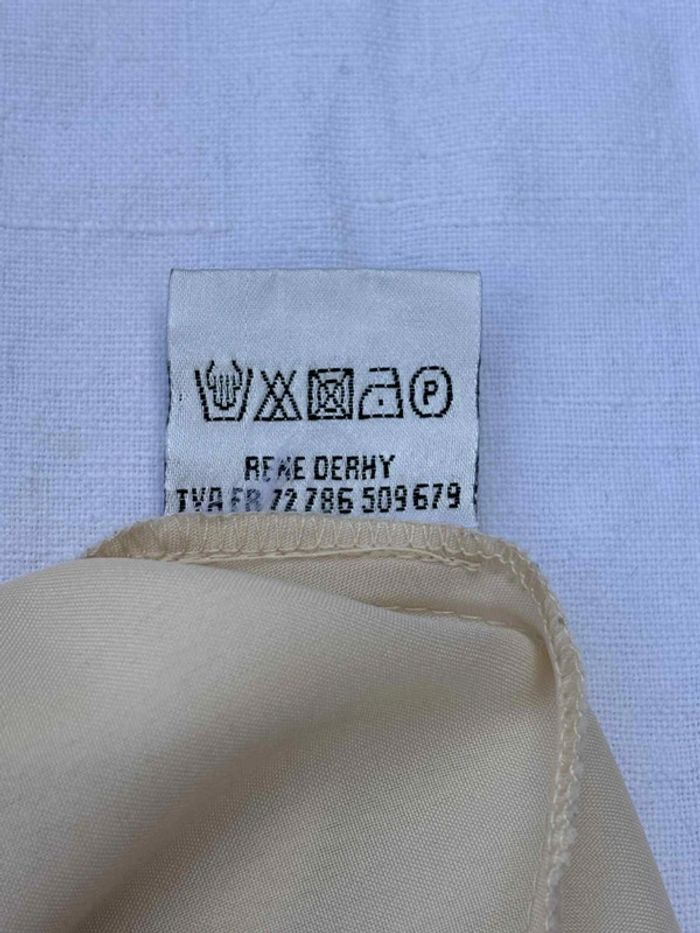 P
RENE DERHY
TVA FR 72 786 509 679